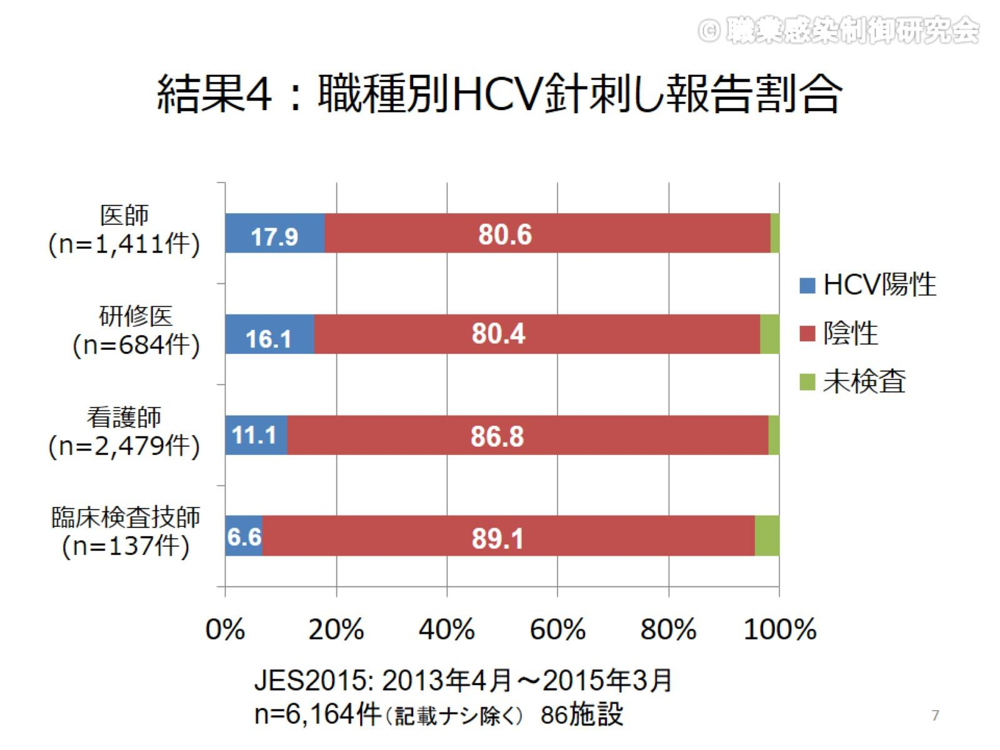 © 職業感染制御研究会
結果4：職種別HCV針刺し報告割合
医師
(n=1,411件)
17.9
80.6
研修医
(n=684件)
16.1
80.4
看護師
(n=2,479件)
11.1
86.8
臨床検査技師
(n=137件)
6.6
89.1
HCV陽性
陰性
未検査
0% 20% 40% 60% 80% 100%
JES2015: 2013年4月～2015年3月
n=6,164件（記載ナシ除く） 86施設
7